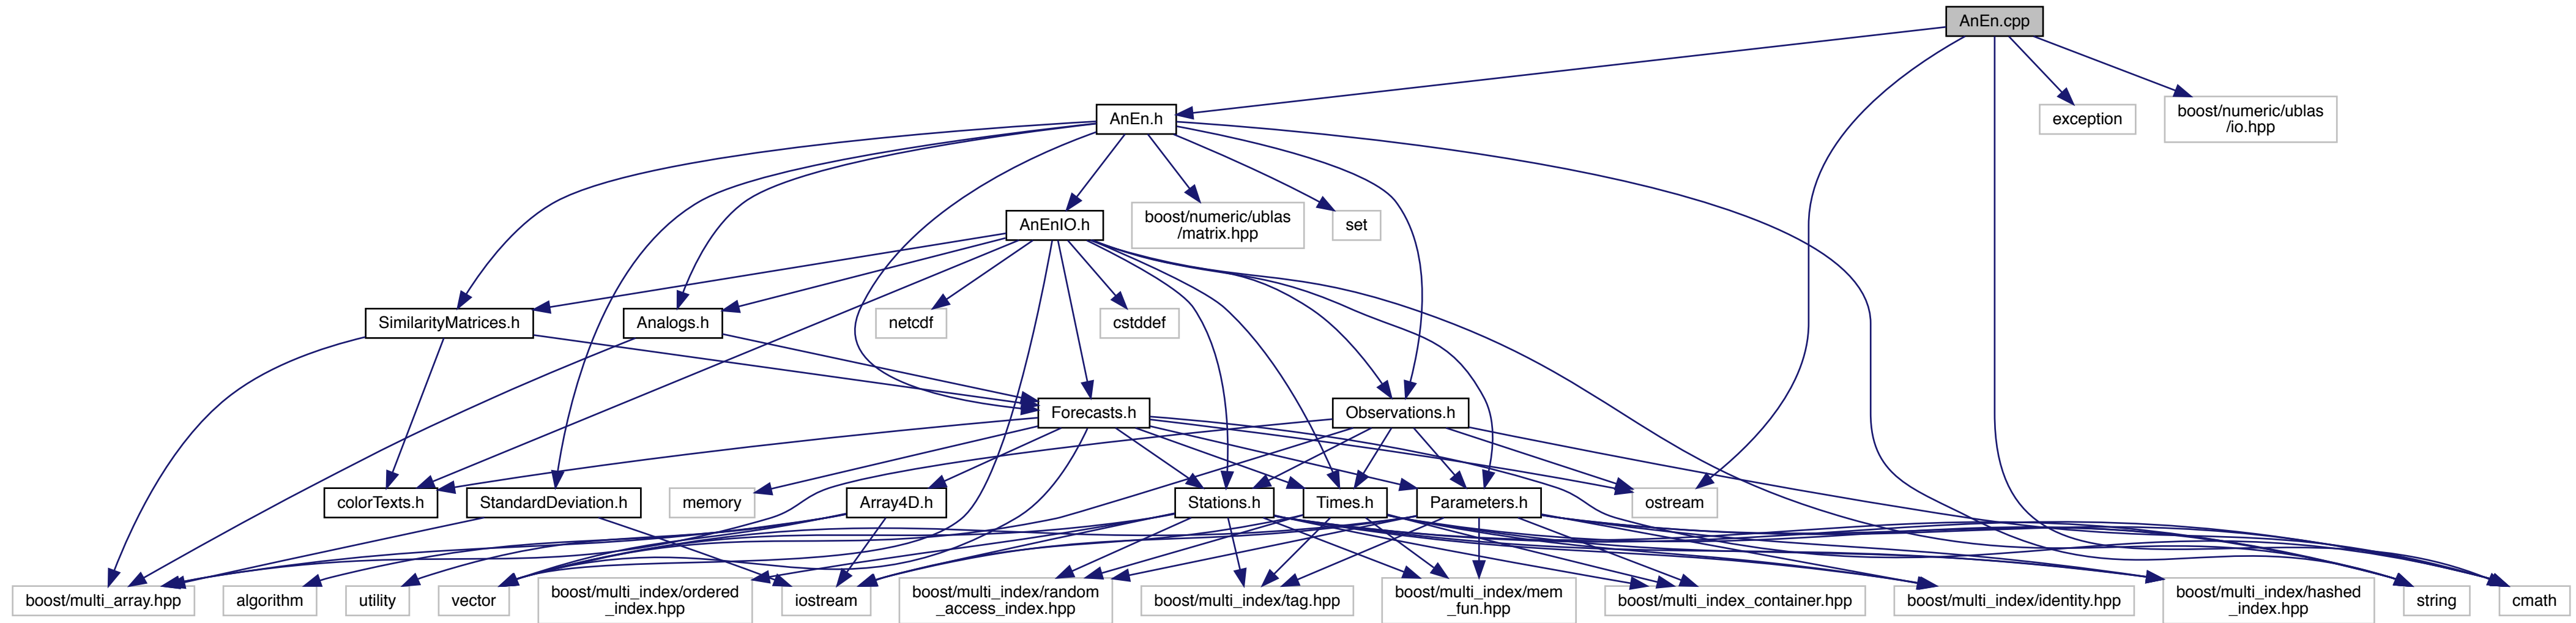 AnEn.cpp
AnEn.h
exception
boost/numeric/ublas
/io.hpp
AnEnIO.h
boost/numeric/ublas
/matrix.hpp
set
SimilarityMatrices.h
Analogs.h
netcdf
cstddef
Forecasts.h
Observations.h
colorTexts.h
StandardDeviation.h
memory
Array4D.h
Stations.h
Times.h
Parameters.h
ostream
boost/multi_array.hpp
algorithm
utility
vector
boost/multi_index/ordered
_index.hpp
iostream
boost/multi_index/random
_access_index.hpp
boost/multi_index/tag.hpp
boost/multi_index/mem
_fun.hpp
boost/multi_index_container.hpp
boost/multi_index/identity.hpp
boost/multi_index/hashed
_index.hpp
string
cmath